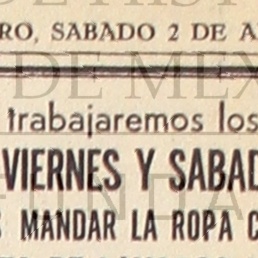 RO, SABADO 2 DE A
trabajaremos los
VIERNES Y SABAD
MANDAR LA ROPA C